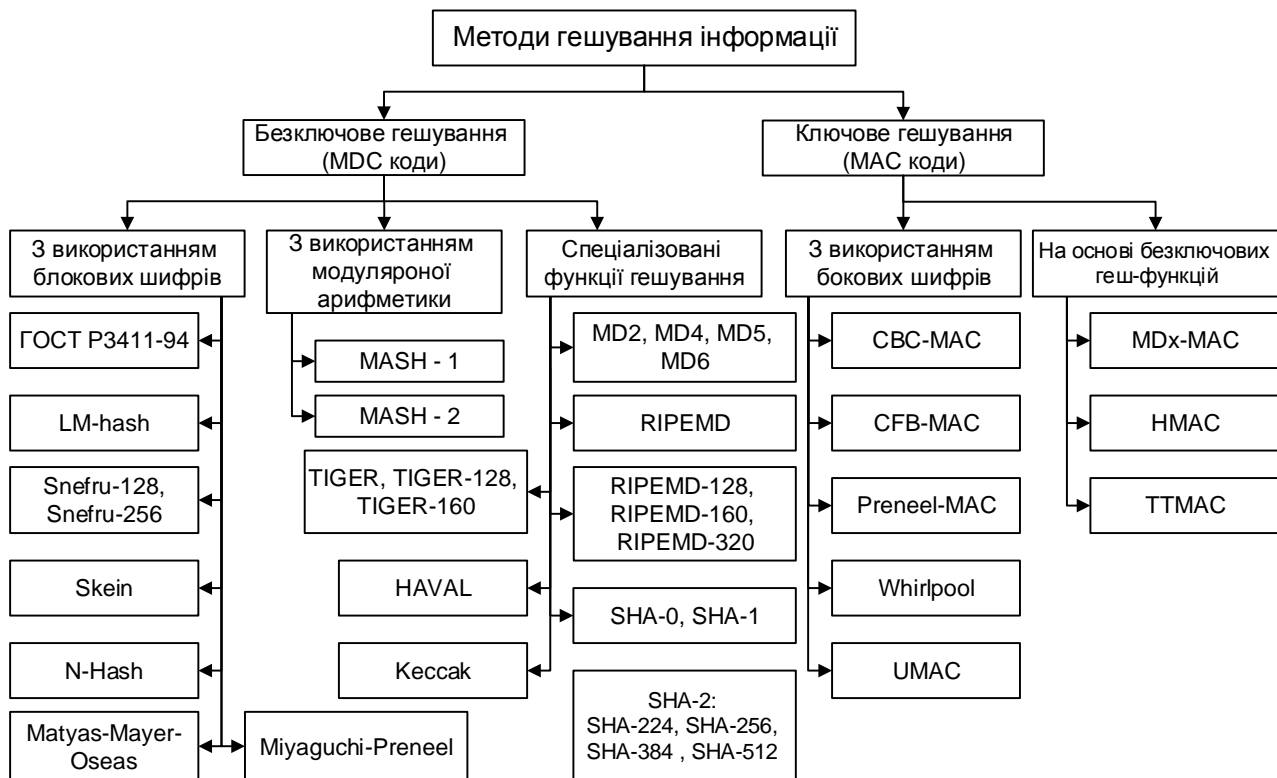 Методи гешування інформації
Безключове гешування
(MDC коди)
Ключове гешування
(MAC коди)
З використанням
блокових шифрів
З використанням
модуляроної
арифметики
Спеціалізовані
функції гешування
З використанням
бокових шифрів
На основі безключових
геш-функцій
ГОСТ Р3411-94
LM-hash
Snefru-128,
Snefru-256
Skein
N-Hash
Matyas-Mayer-
Oseas
Miyaguchi-Preneel
MASH - 1
MASH - 2
TIGER, TIGER-128,
TIGER-160
HAVAL
Keccak
MD2, MD4, MD5,
MD6
RIPEMD
RIPEMD-128,
RIPEMD-160,
RIPEMD-320
SHA-0, SHA-1
SHA-2:
SHA-224, SHA-256,
SHA-384 , SHA-512
CBC-MAC
CFB-MAC
Preneel-MAC
Whirlpool
UMAC
MDx-MAC
HMAC
TTMAC